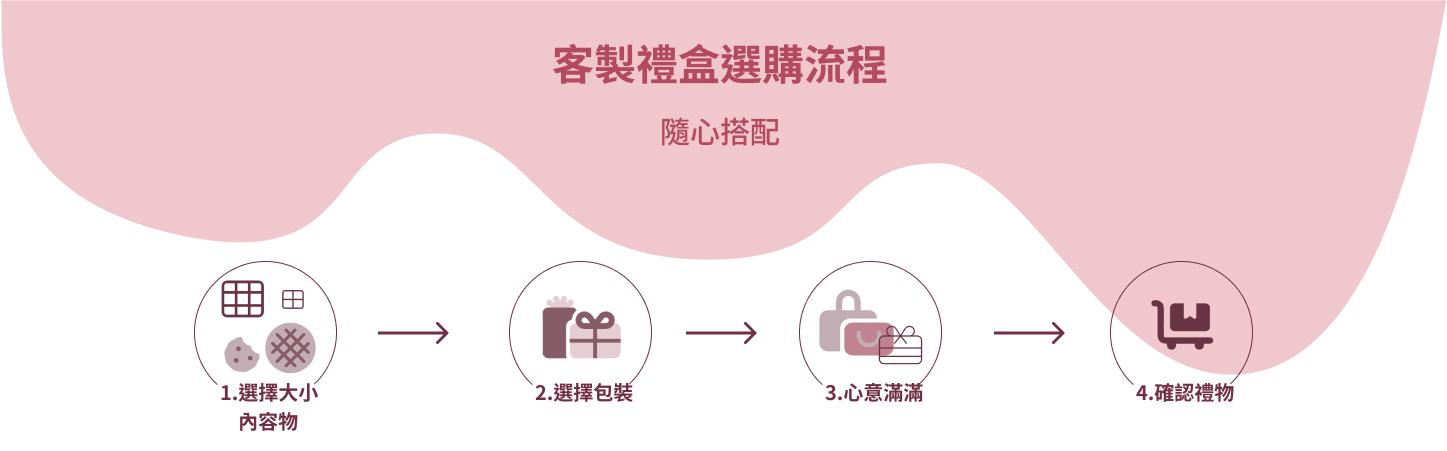 客製禮盒選購流程
隨心搭配
1.選擇大小
內容物
2.選擇包裝
3.心意滿滿
4.確認禮物